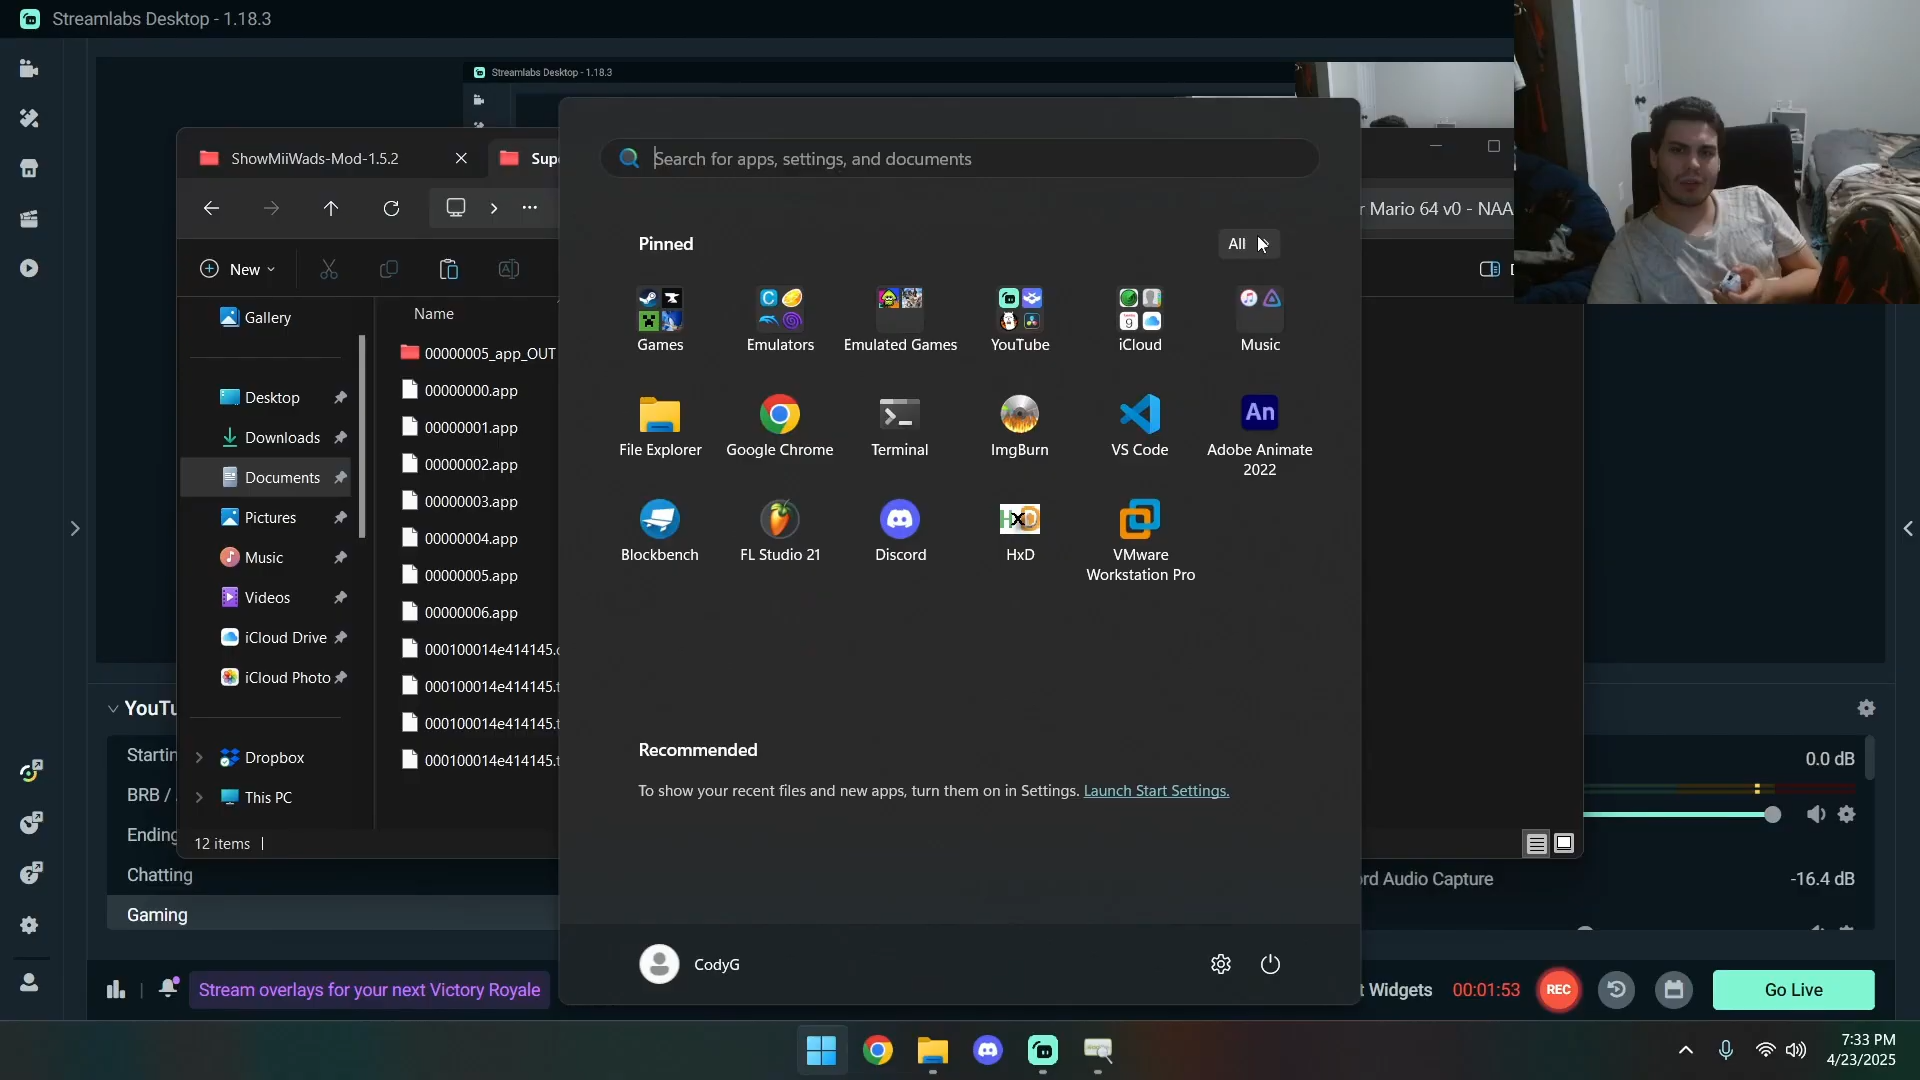 Streamlabs Desktop - 1.18.3
Streamlabs Desktop - 1.18.3
ShowMiiWads-Mod-1.5.2
Sup
Search for apps, settings, and documents
r Mario 64 v0 - NAA
Pinned
All
New
Name
Gallery
Desktop
Downloads
Documents
Pictures
Music
Videos
iCloud Drive
iCloud Photo
Dropbox
This PC
00000005_app_OUT
00000000.app
00000001.app
00000002.app
00000003.app
00000004.app
00000005.app
00000006.app
000100014e414145.
000100014e414145.t
000100014e414145.t
000100014e414145.t
12 items
Games
Emulators
Emulated Games
YouTube
iCloud
Music
File Explorer
Google Chrome
Terminal
ImgBurn
VS Code
An
Adobe Animate
2022
Blockbench
FL Studio 21
Discord
HxD
HxD
VMware
Workstation Pro
Recommended
To show your recent files and new apps, turn them on in Settings. Launch Start Settings.
CodyG
YouTu
Startin
BRB /
Ending
Chatting
Gaming
0.0 dB
ord Audio Capture
-16.4 dB
Stream overlays for your next Victory Royale
t Widgets
00:01:53
REC
Go Live
7:33 PM
4/23/2025